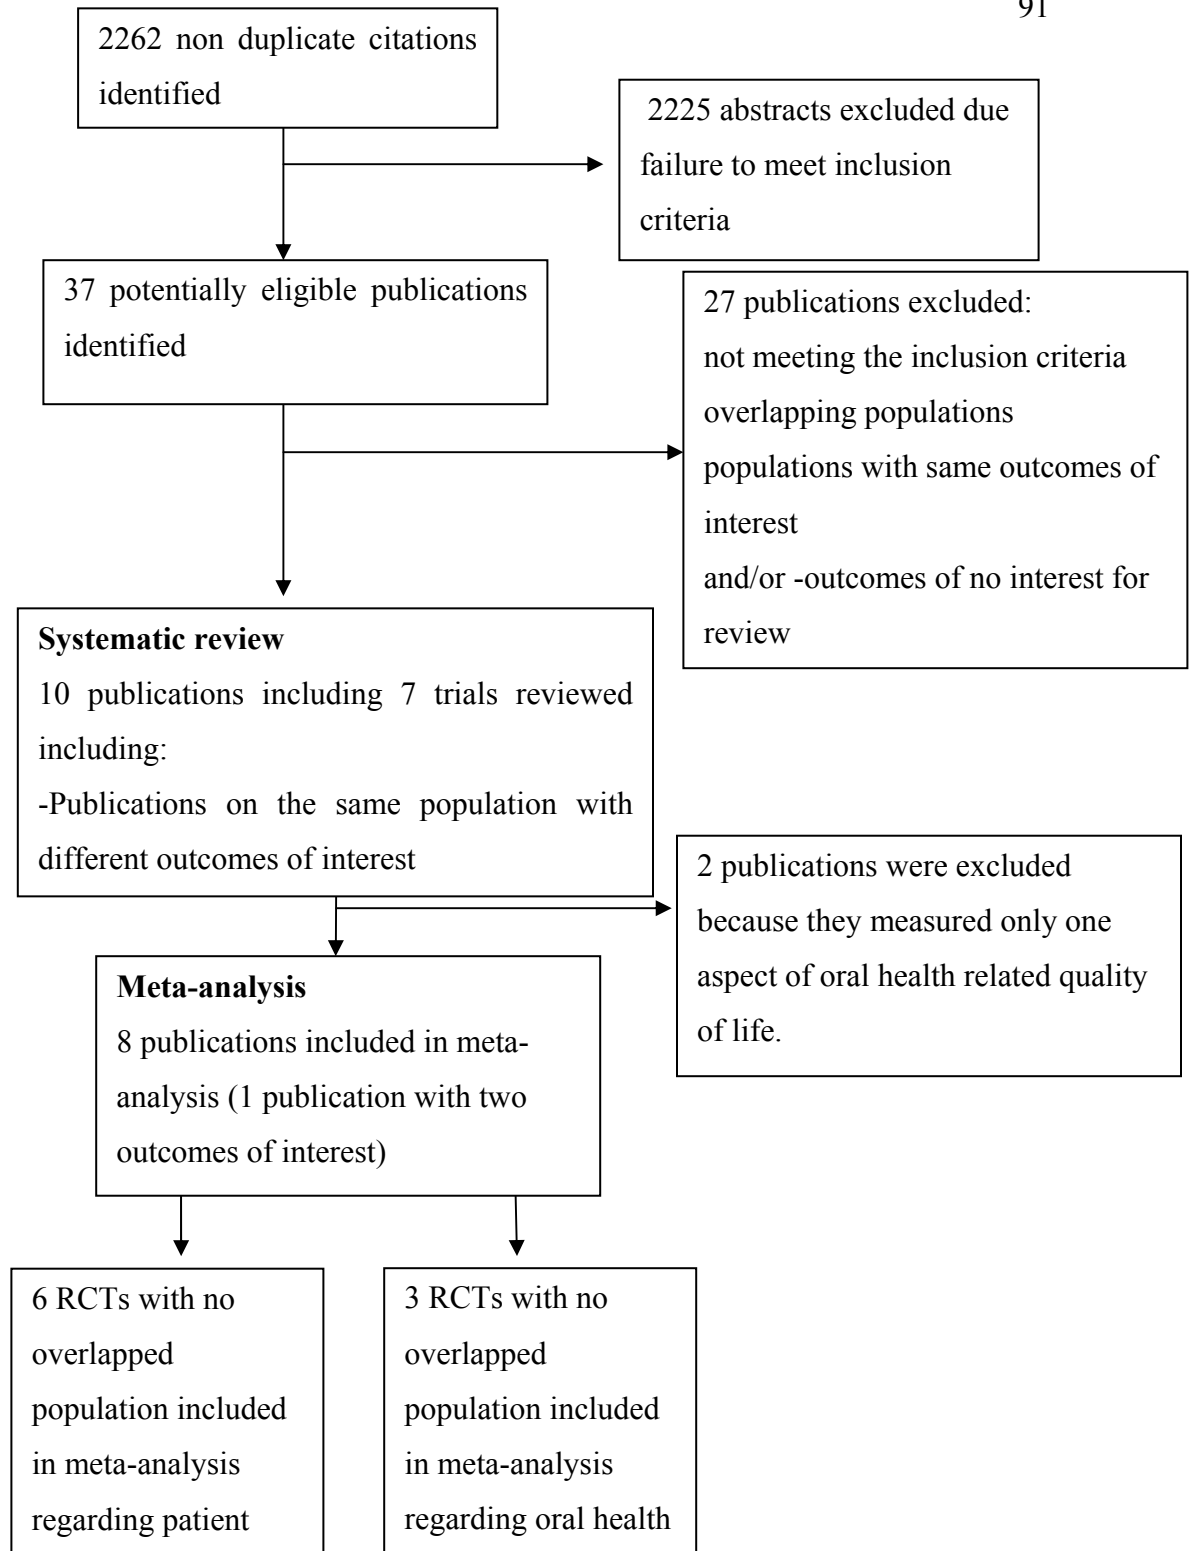 91
2262 non duplicate citations
identified
2225 abstracts excluded due
failure to meet inclusion
criteria
37 potentially eligible publications
identified
27 publications excluded:
not meeting the inclusion criteria
overlapping populations
populations with same outcomes of
interest
and/or -outcomes of no interest for
review
Systematic review
10 publications including 7 trials reviewed
including:
-Publications on the same population with
different outcomes of interest
2 publications were excluded
because they measured only one
aspect of oral health related quality
of life.
Meta-analysis
8 publications included in meta-
analysis (1 publication with two
outcomes of interest)
6 RCTs with no
overlapped
population included
in meta-analysis
regarding patient
3 RCTs with no
overlapped
population included
in meta-analysis
regarding oral health